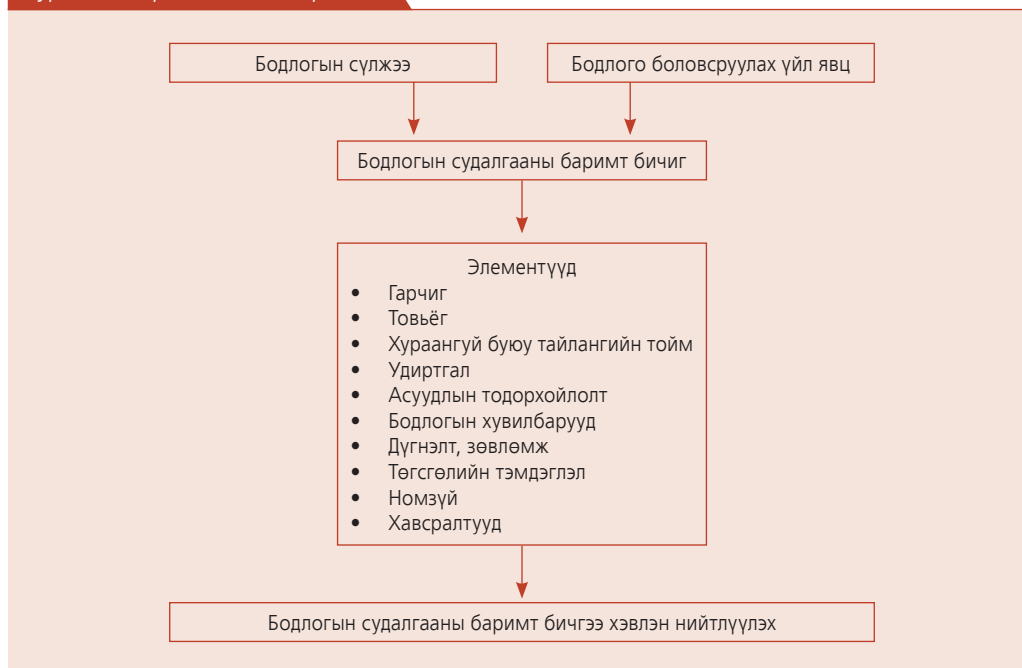 Бодлогын сүлжээ
Бодлого боловсруулах үйл явц
Бодлогын судалгааны баримт бичиг
Элементүүд
• Гарчиг
• Товьёг
• Хураангуй буюу тайлангийн тойм
• Удиртгал
• Асуудлын тодорхойлолт
• Бодлогын хувилбарууд
• Дүгнэлт, зөвлөмж
• Төгсгөлийн тэмдэглэл
• Номзүй
• Хавсралтууд
Бодлогын судалгааны баримт бичгээ хэвлэн нийтлүүлэх